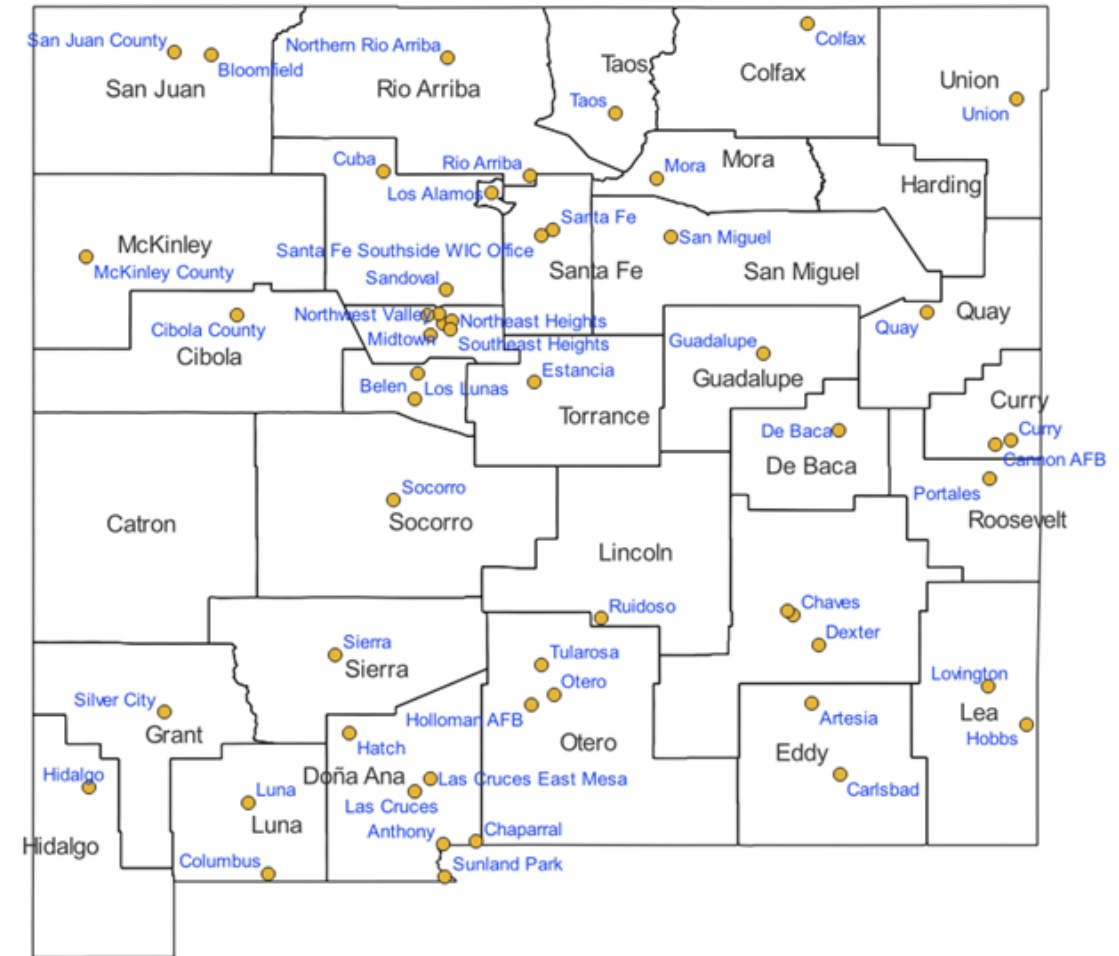 San Juan County
Bloomfield
San Juan
Northern Rio Arriba
Rio Arriba
Taos
Taos
Colfax
Colfax
Union
Union
Cuba
Rio Arriba
Los Alamos
Mora
Mora
Harding
McKinley
McKinley County
Santa Fe
Santa Fe Southside WIC Office
Santa Fe
San Miguel
San Miguel
Sandoval
Cibola County
Cibola
Northwest Valley
Northeast Heights
Midtown
Southeast Heights
Quay
Quay
Guadalupe
Guadalupe
Belen
Los Lunas
Estancia
Torrance
Curry
Curry
Cannon AFB
De Baca
De Baca
Portales
Roosevelt
Catron
Socorro
Socorro
Lincoln
Ruidoso
Chaves
Dexter
Sierra
Sierra
Tularosa
Otero
Holloman AFB
Otero
Lovington
Lea
Hobbs
Artesia
Eddy
Carlsbad
Silver City
Grant
Hatch
Doña Ana
Las Cruces East Mesa
Las Cruces
Hidalgo
Hidalgo
Luna
Luna
Columbus
Anthony
Chaparral
Sunland Park